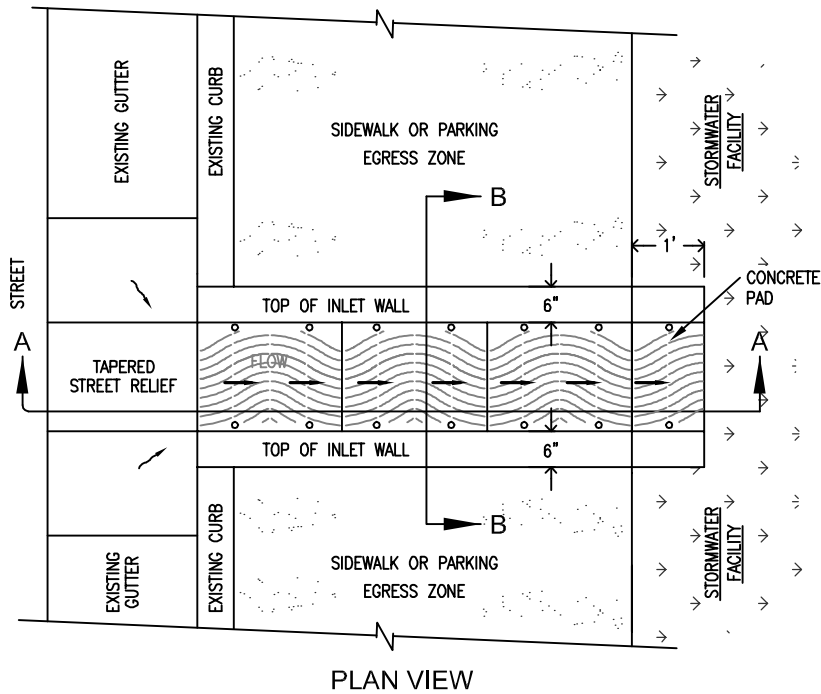 EXISTING GUTTER
EXISTING CURB
SIDEWALK OR PARKING
EGRESS ZONE
STORMWATER
FACILITY
B
1'
CONCRETE
PAD
STREET
TOP OF INLET WALL
6"
A
A
TAPERED
STREET RELIEF
FLOW
TOP OF INLET WALL
6"
B
EXISTING
GUTTER
EXISTING CURB
SIDEWALK OR PARKING
EGRESS ZONE
STORMWATER
FACILITY
PLAN VIEW